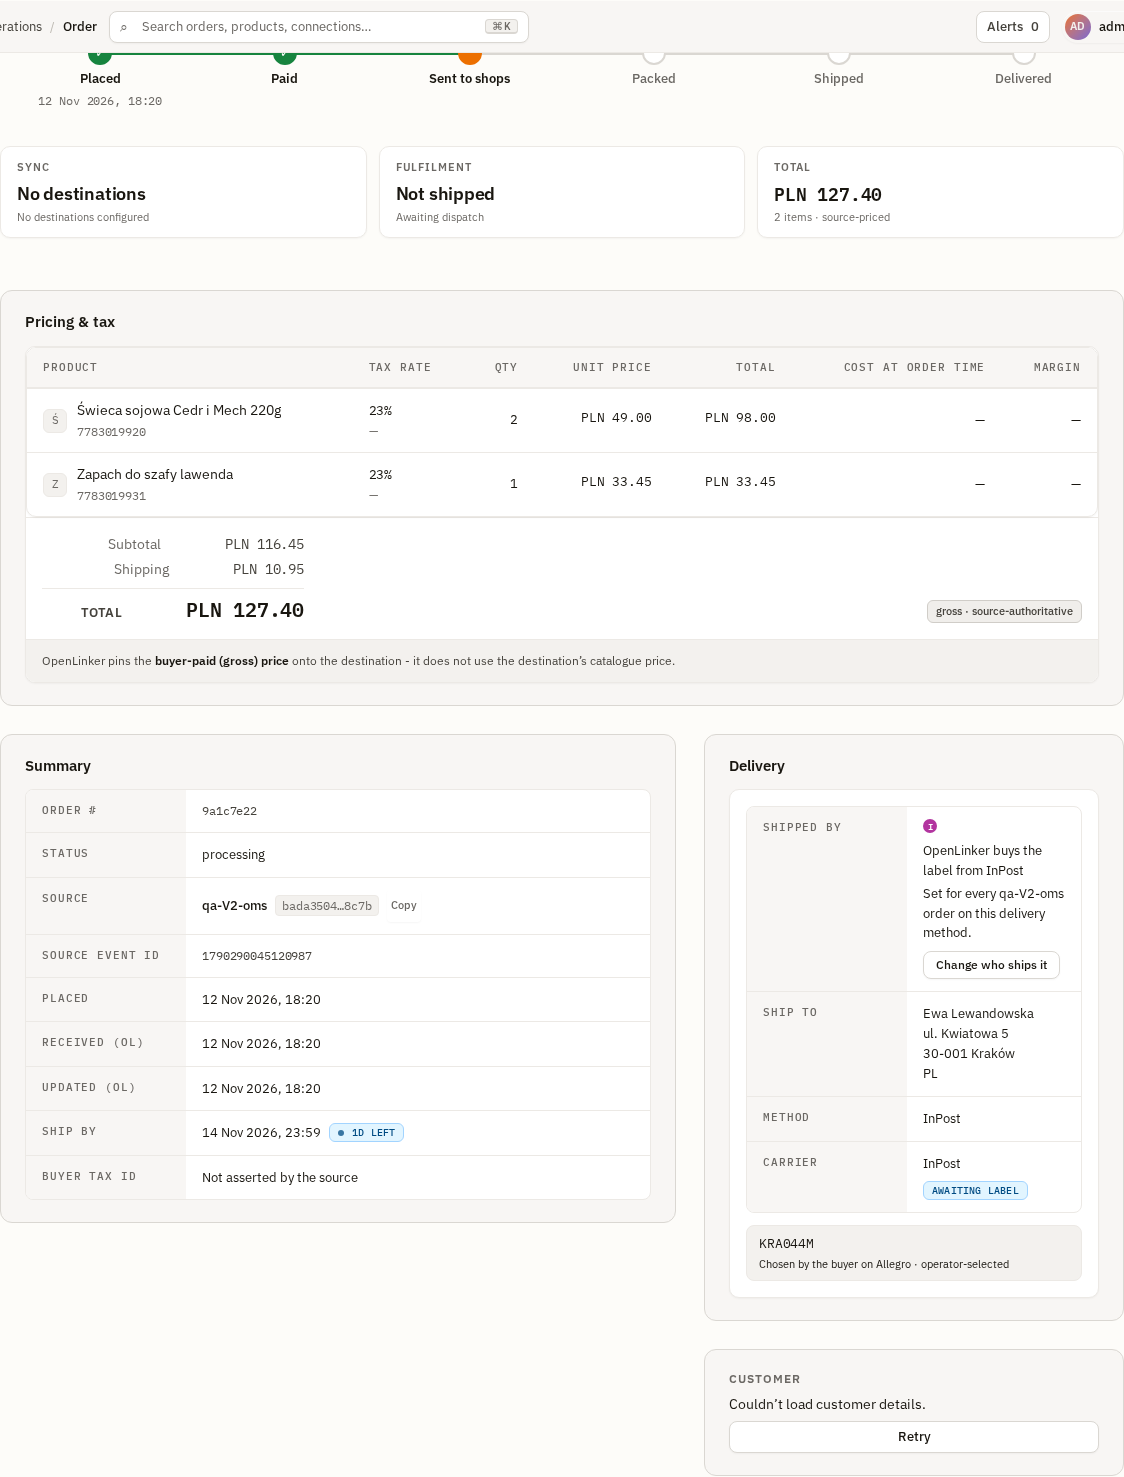 erations / Order
Search orders, products, connections...
⌘K
Alerts 0
AD adm
Placed
Paid
Sent to shops
Packed
Shipped
Delivered
12 Nov 2026, 18:20
SYNC
No destinations
No destinations configured
FULFILMENT
Not shipped
Awaiting dispatch
TOTAL
PLN 127.40
2 items · source-priced
Pricing & tax
PRODUCT TAX RATE QTY UNIT PRICE TOTAL COST AT ORDER TIME MARGIN
Ś Świeca sojowa Cedr i Mech 220g 23% 2 PLN 49.00 PLN 98.00 — —
7783019920 —
Z Zapach do szafy lawenda 23% 1 PLN 33.45 PLN 33.45 — —
7783019931 —
Subtotal PLN 116.45
Shipping PLN 10.95
TOTAL PLN 127.40
gross · source-authoritative
OpenLinker pins the buyer-paid (gross) price onto the destination - it does not use the destination's catalogue price.
Summary
ORDER # 9a1c7e22
STATUS processing
SOURCE qa-V2-oms bada3504…8c7b Copy
SOURCE EVENT ID 1790290045120987
PLACED 12 Nov 2026, 18:20
RECEIVED (OL) 12 Nov 2026, 18:20
UPDATED (OL) 12 Nov 2026, 18:20
SHIP BY 14 Nov 2026, 23:59 1D LEFT
BUYER TAX ID Not asserted by the source
Delivery
SHIPPED BY
I
OpenLinker buys the
label from InPost
Set for every qa-V2-oms
order on this delivery
method.
Change who ships it
SHIP TO
Ewa Lewandowska
ul. Kwiatowa 5
30-001 Kraków
PL
METHOD InPost
CARRIER InPost
AWAITING LABEL
KRA044M
Chosen by the buyer on Allegro · operator-selected
CUSTOMER
Couldn't load customer details.
Retry